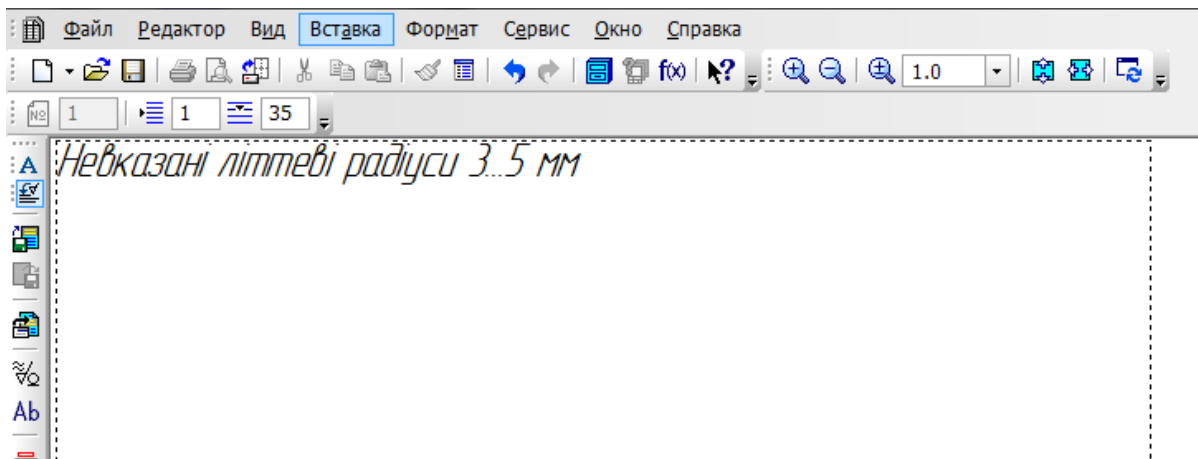 Файл Редактор Вид Вставка Формат Сервис Окно Справка
f(x) 1.0
№ 1 1 35
А
Невказані літтеві радіуси 3...5 мм
Ab